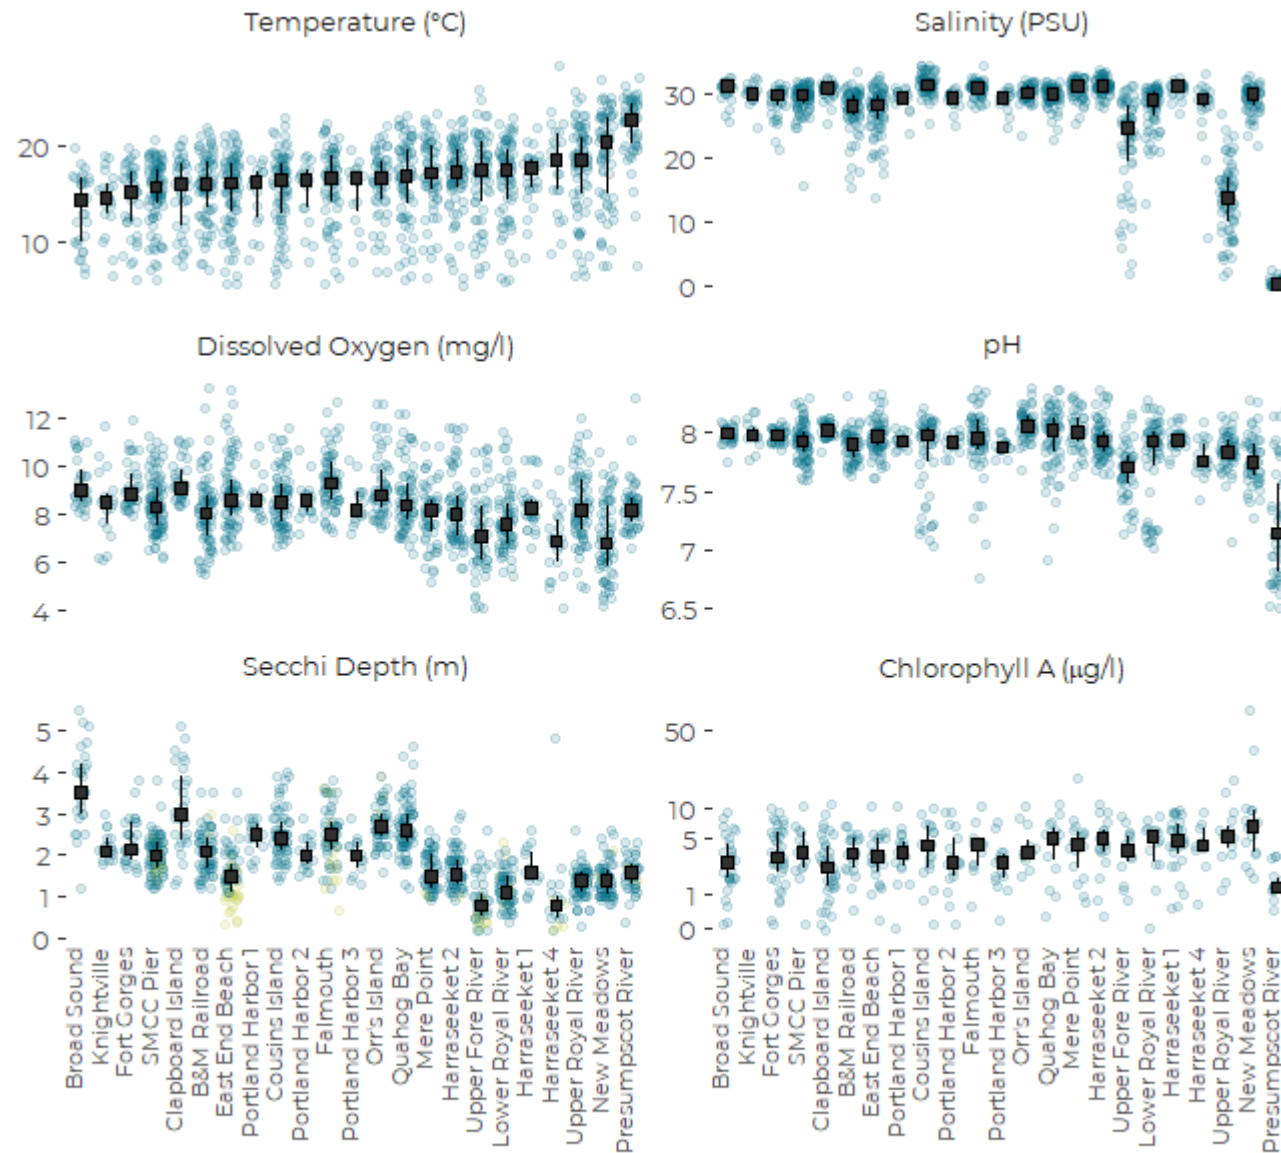 Temperature (°C)
Salinity (PSU)
20
10
30
20
10
0
Dissolved Oxygen (mg/l)
pH
12
10
8
6
4
8
7.5
7
6.5
Secchi Depth (m)
Chlorophyll A (μg/l)
5
4
3
2
1
0
50
10
5
1
0
Broad Sound
Knightville
Fort Gorges
SMCC Pier
Clapboard Island
B&M Railroad
East End Beach
Portland Harbor 1
Cousins Island
Portland Harbor 2
Falmouth
Portland Harbor 3
Orr's Island
Quahog Bay
Mere Point
Harraseeket 2
Upper Fore River
Lower Royal River
Harraseeket 1
Harraseeket 4
Upper Royal River
New Meadows
Presumpscot River
Broad Sound
Knightville
Fort Gorges
SMCC Pier
Clapboard Island
B&M Railroad
East End Beach
Portland Harbor 1
Cousins Island
Portland Harbor 2
Falmouth
Portland Harbor 3
Orr's Island
Quahog Bay
Mere Point
Harraseeket 2
Upper Fore River
Lower Royal River
Harraseeket 1
Harraseeket 4
Upper Royal River
New Meadows
Presumpscot River